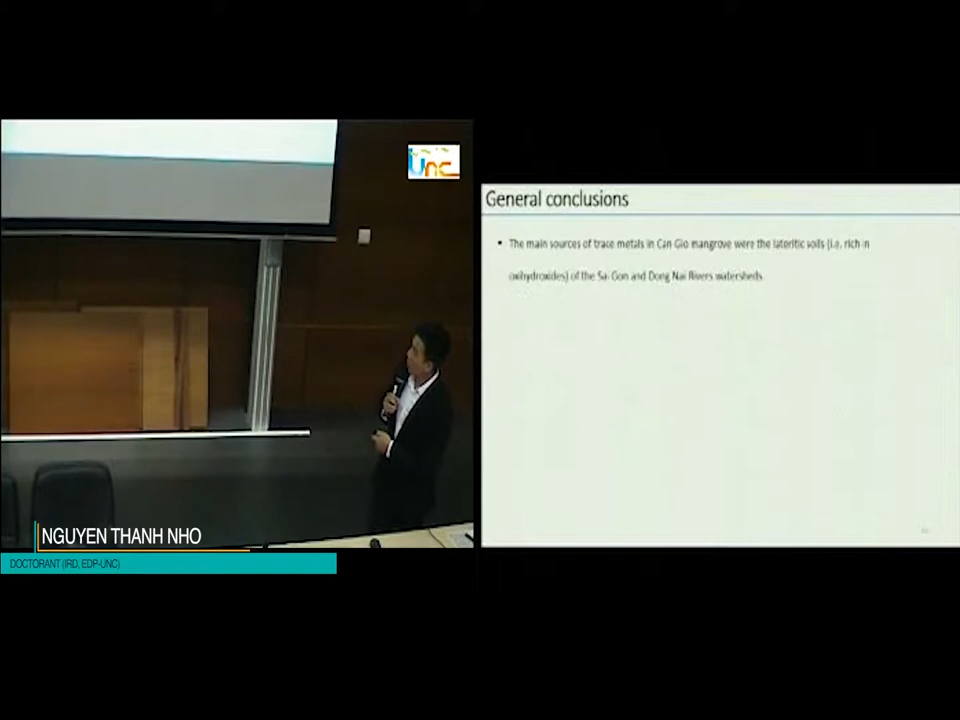 Unc
General conclusions
• The main sources of trace metals in Can Gio mangrove were the lateritic soils (i.e. rich in
oxihydroxides) of the Sai Gon and Dong Nai Rivers watersheds.
NGUYEN THANH NHO
DOCTORANT (IRD, EDP-UNC)